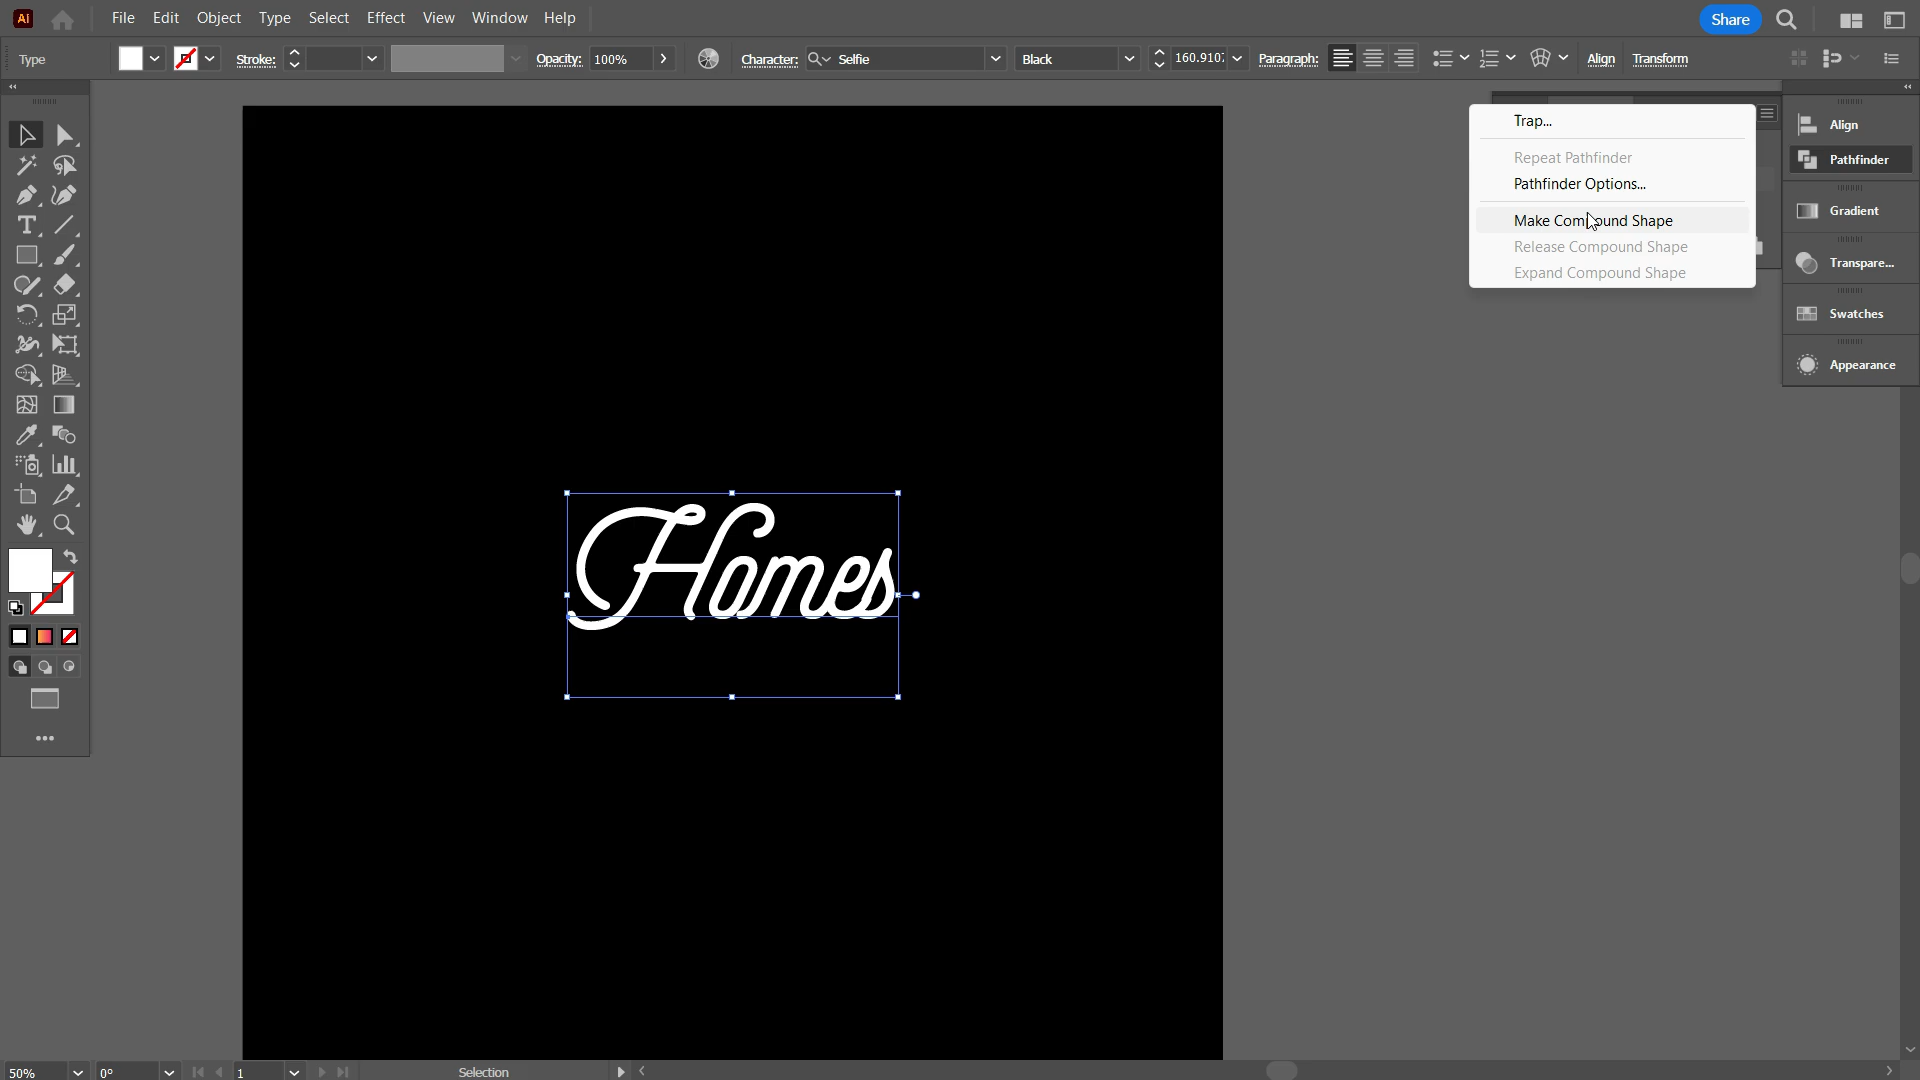 Ai File Edit Object Type Select Effect View Window Help Share
Type Stroke: Opacity: 100% Character: Selfie Black 160.910 Paragraph: Align Transform
Trap...
Repeat Pathfinder
Pathfinder Options...
Make Compound Shape
Release Compound Shape
Expand Compound Shape
Align
Pathfinder
Gradient
Transpare...
Swatches
Appearance
Homes
50% 0° 1 Selection